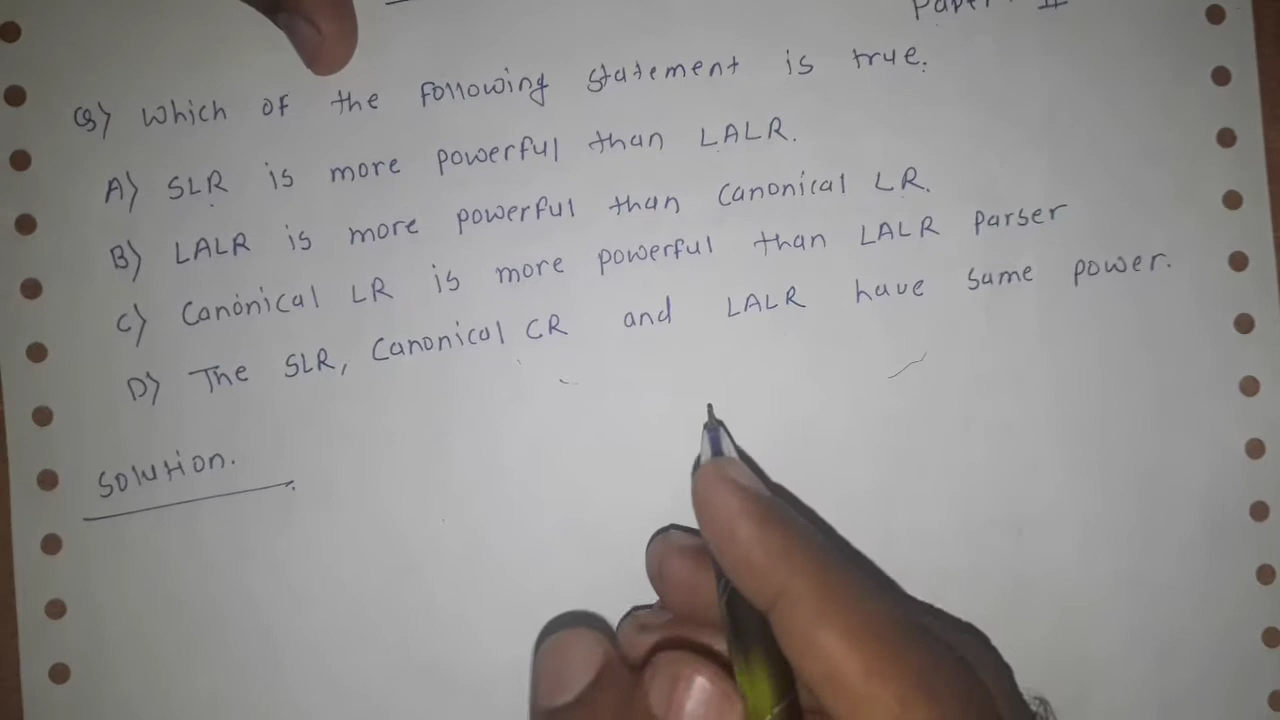 Paper - II
Q) Which of the following statement is true.
A) SLR is more powerful than LALR.
B) LALR is more powerful than Canonical LR.
C) Canonical LR is more powerful than LALR parser
D) The SLR, Canonical CR and LALR have same power.
Solution.